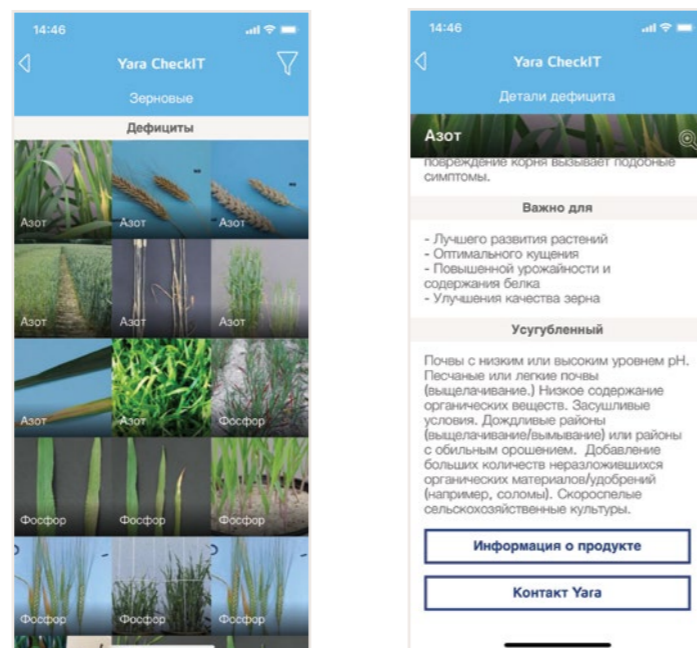 14:46
Yara CheckIT
Зерновые
Дефициты
Азот
Азот
Азот
Азот
Азот
Азот
Азот
Азот
Фосфор
Фосфор
Фосфор
Фосфор
Фосфор
Фосфор
Фосфор
14:46
Yara CheckIT
Детали дефицита
Азот
повреждение корня вызывает подобные
симптомы.
Важно для
- Лучшего развития растений
- Оптимального кущения
- Повышенной урожайности и
содержания белка
- Улучшения качества зерна
Усугубленный
Почвы с низким или высоким уровнем pH.
Песчаные или легкие почвы
(выщелачивание.) Низкое содержание
органических веществ. Засушливые
условия. Дождливые районы
(выщелачивание/вымывание) или районы
с обильным орошением. Добавление
больших количеств неразложившихся
органических материалов/удобрений
(например, соломы). Скороспелые
сельскохозяйственные культуры.
Информация о продукте
Контакт Yara